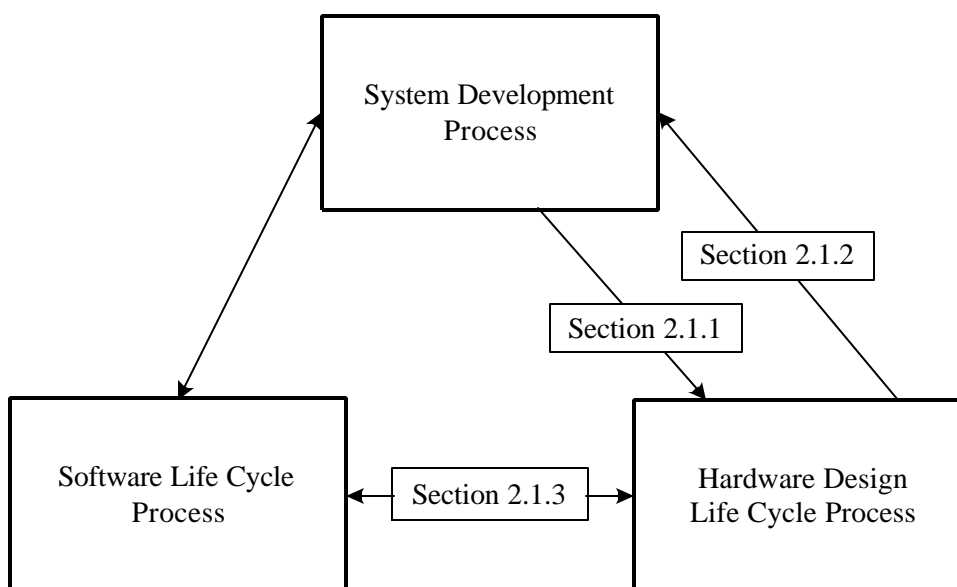 System Development
Process
Section 2.1.2
Section 2.1.1
Software Life Cycle
Process
Section 2.1.3
Hardware Design
Life Cycle Process